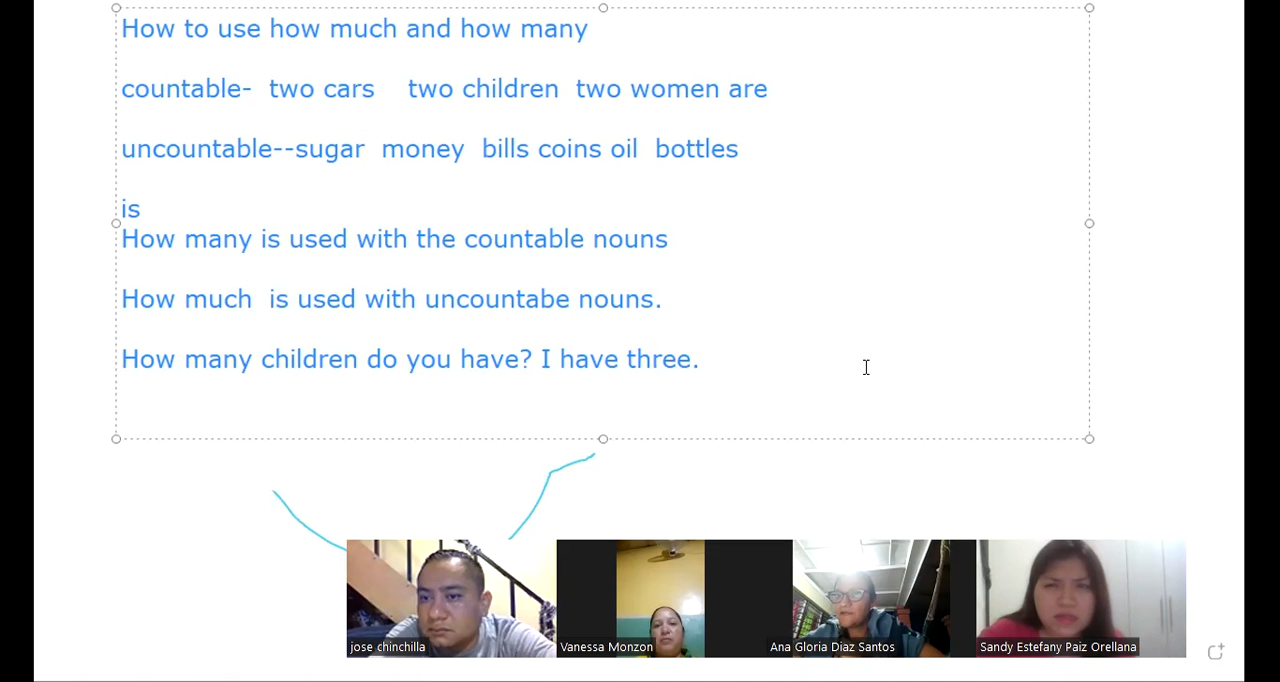 How to use how much and how many
countable-  two cars    two children  two women are
uncountable--sugar  money  bills coins oil  bottles
is
How many is used with the countable nouns
How much  is used with uncountabe nouns.
How many children do you have? I have three.
jose chinchilla
Vanessa Monzon
Ana Gloria Diaz Santos
Sandy Estefany Paiz Orellana